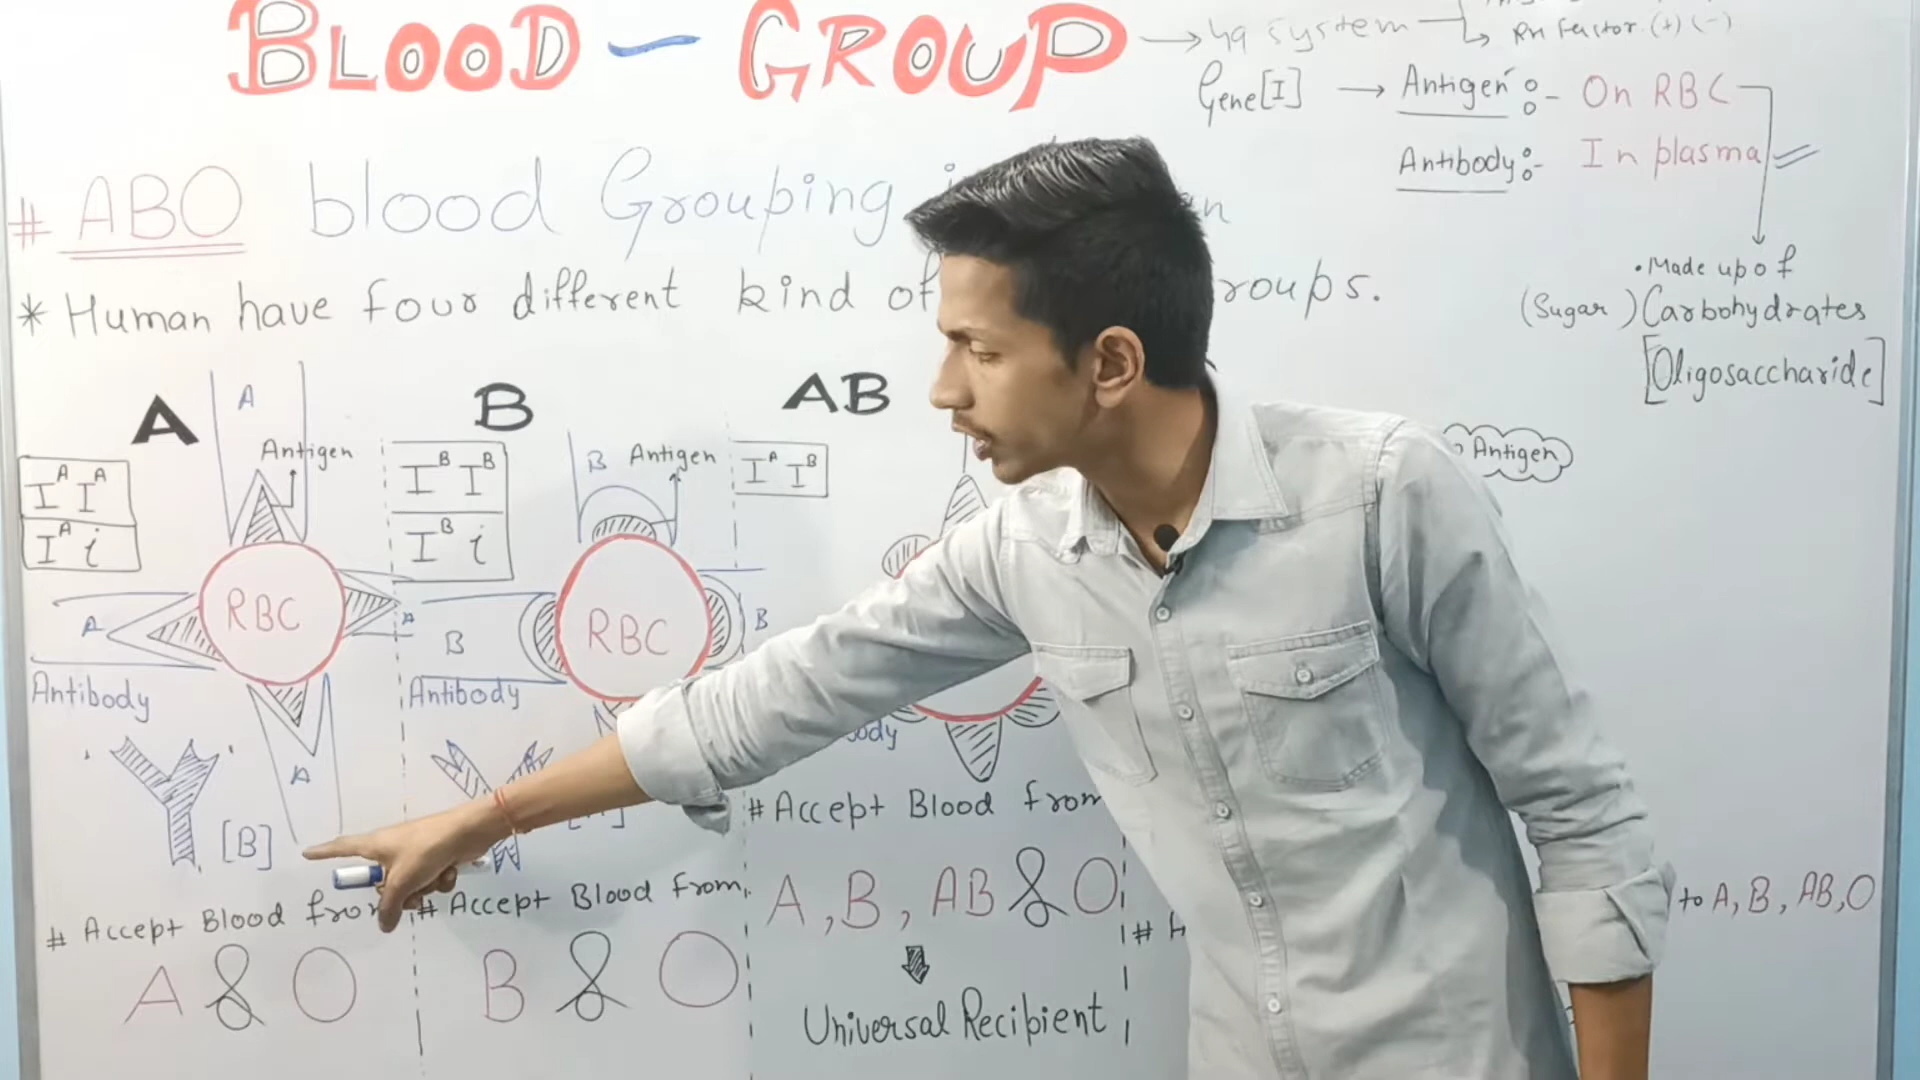 BLOOD - GROUP → 49 system
Rh factor (+) (-)
Gene[I] → Antigen :- On RBC
Antibody :- In plasma
# ABO blood Grouping
* Human have four different kind of
roups.
• Made up of
(Sugar) Carbohydrates
[Oligosaccharide]
A
B
AB
A
Antigen
I^A I^A
I^A i
RBC
A
A
Antibody
A
[B]
# Accept Blood from
A & O
B Antigen
I^B I^B
I^B i
RBC
B
B
Antibody
# Accept Blood from
B & O
I^A I^B
# Accept Blood from
A, B, AB & O
Universal Recipient
Antigen
#
to A, B, AB, O